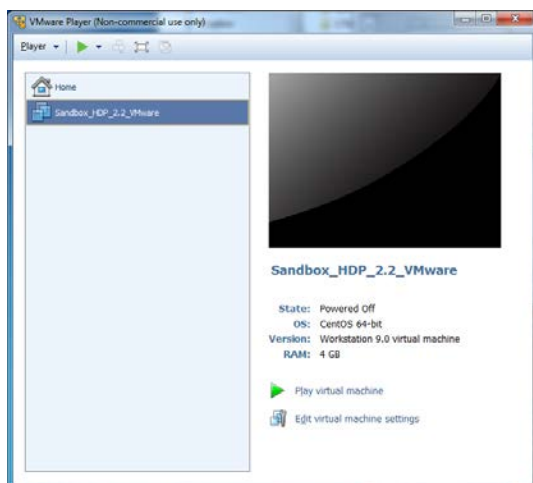 VMware Player (Non-commercial use only)
Player
Home
Sandbox_HDP_2.2_VMware
Sandbox_HDP_2.2_VMware
State: Powered Off
OS: CentOS 64-bit
Version: Workstation 9.0 virtual machine
RAM: 4 GB
Play virtual machine
Edit virtual machine settings